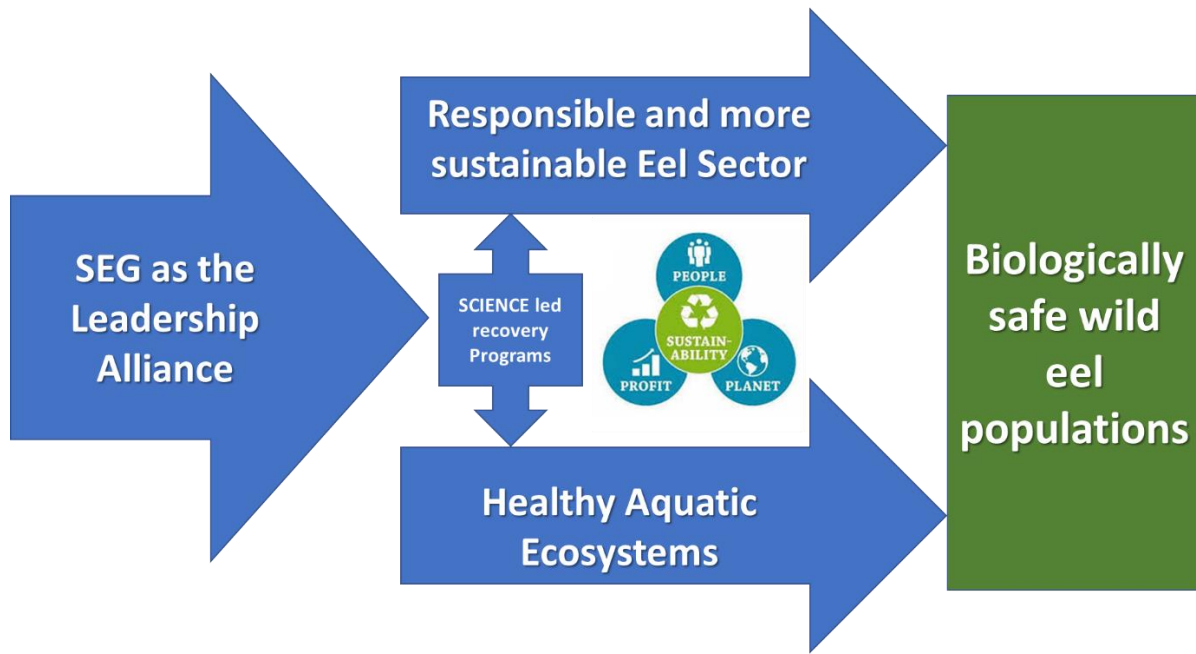 SEG as the
Leadership
Alliance
Responsible and more
sustainable Eel Sector
SCIENCE led
recovery
Programs
PEOPLE
SUSTAIN-
ABILITY
PROFIT
PLANET
Healthy Aquatic
Ecosystems
Biologically
safe wild
eel
populations